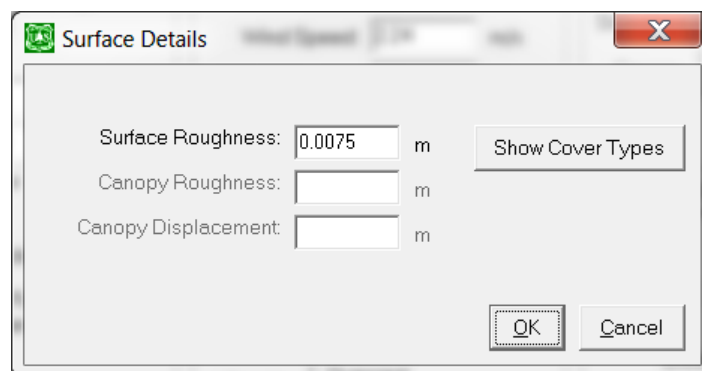 Surface Details
Surface Roughness: 0.0075 m
Show Cover Types
Canopy Roughness: m
Canopy Displacement: m
OK
Cancel